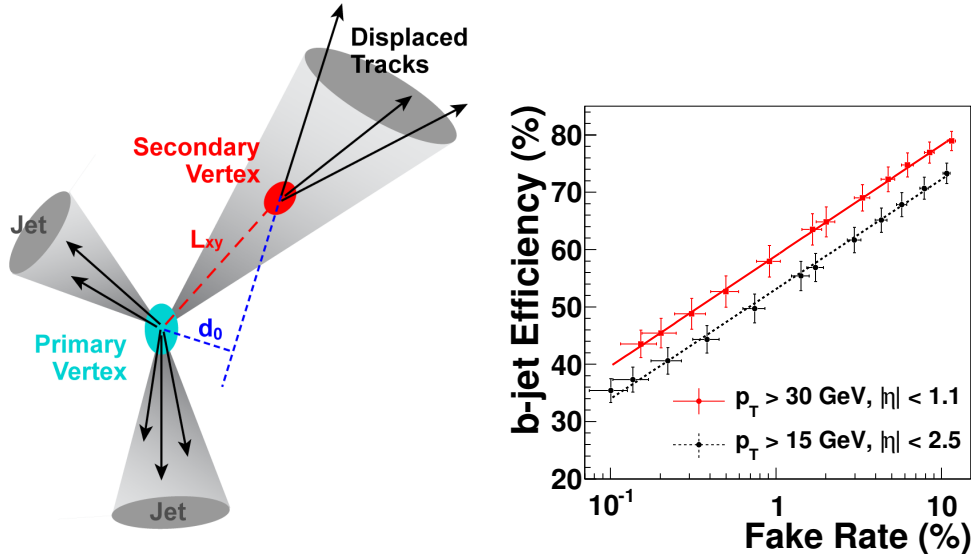 Displaced
Tracks
Secondary
Vertex
Jet
Lxy
d0
Primary
Vertex
Jet
b-jet Efficiency (%)
80
70
60
50
40
30
20
10⁻¹
1
10
Fake Rate (%)
pT > 30 GeV, |η| < 1.1
pT > 15 GeV, |η| < 2.5